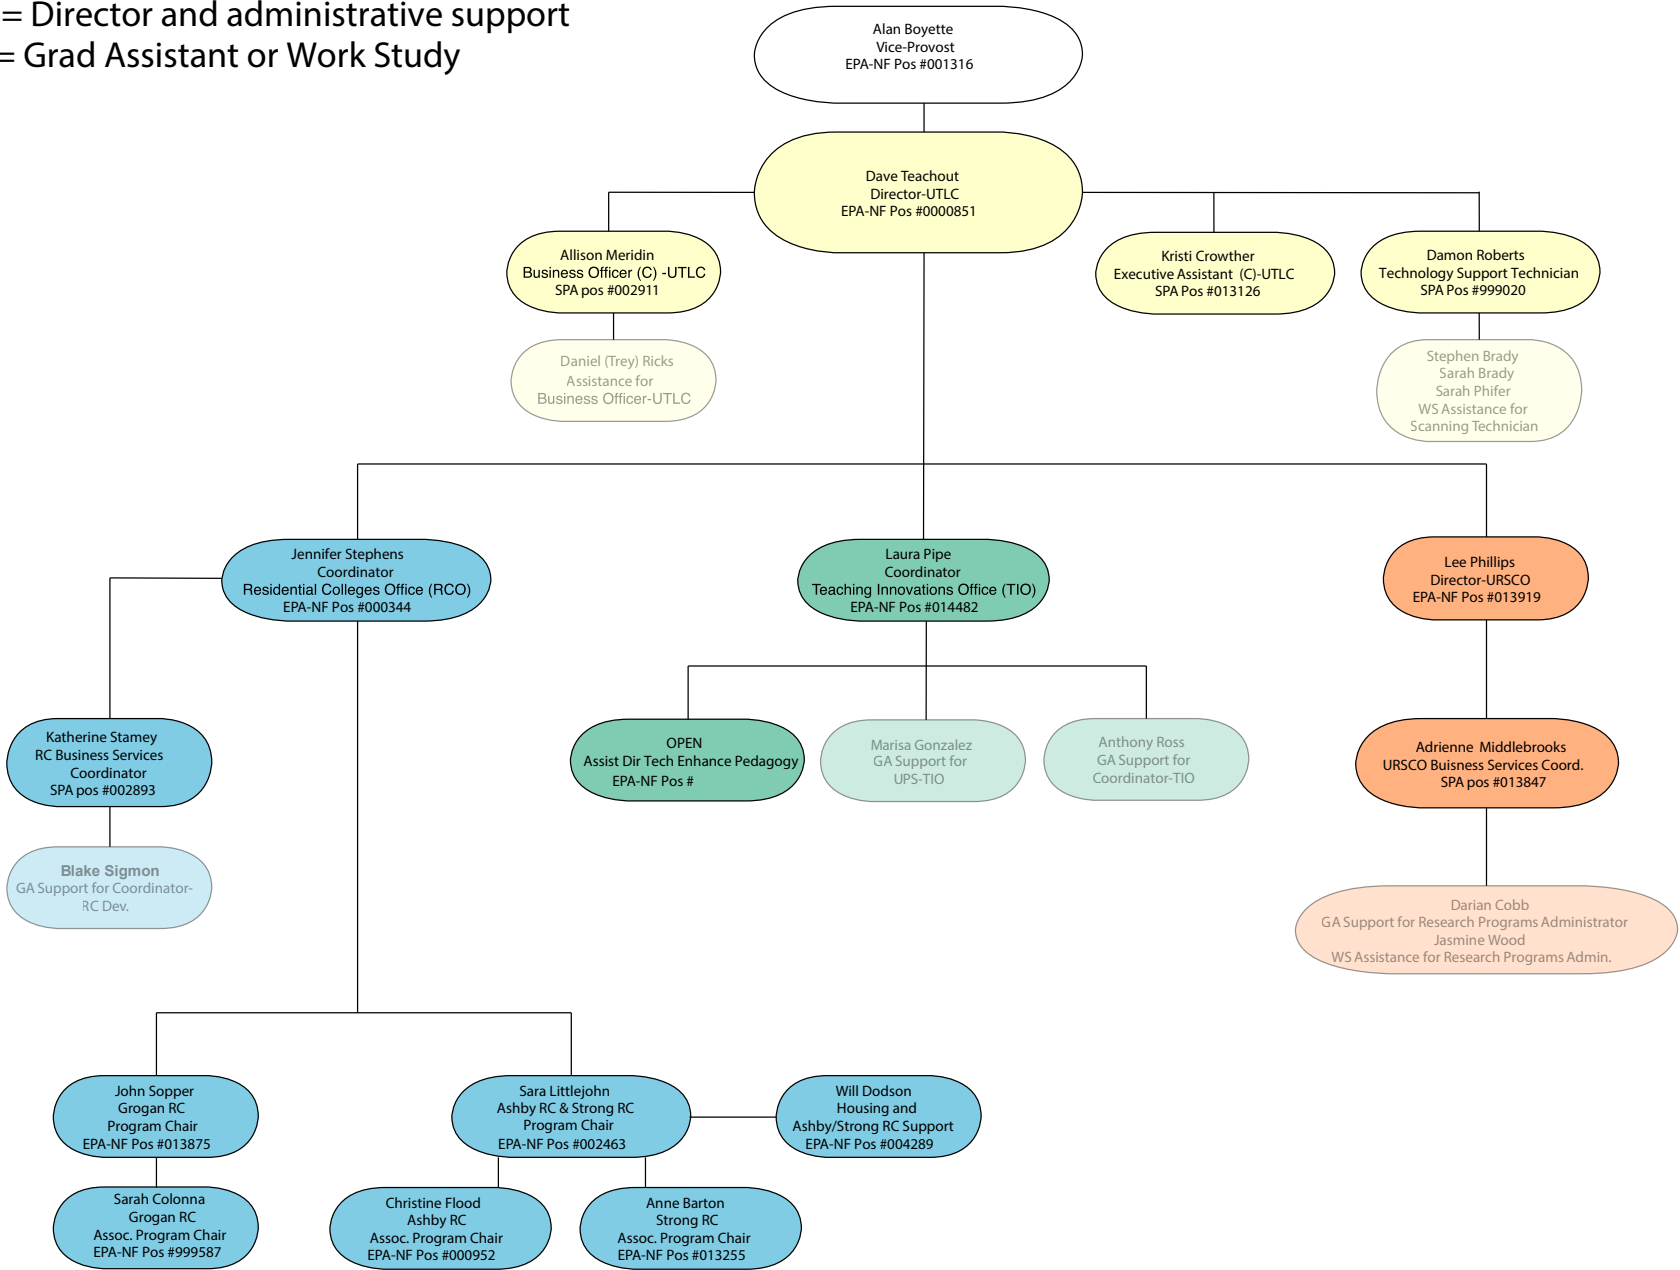 = Director and administrative support
= Grad Assistant or Work Study
Alan Boyette
Vice-Provost
EPA-NF Pos #001316
Dave Teachout
Director-UTLC
EPA-NF Pos #0000851
Allison Meridin
Business Officer (C) -UTLC
SPA pos #002911
Kristi Crowther
Executive Assistant (C)-UTLC
SPA Pos #013126
Damon Roberts
Technology Support Technician
SPA Pos #999020
Daniel (Trey) Ricks
Assistance for
Business Officer-UTLC
Stephen Brady
Sarah Brady
Sarah Phifer
WS Assistance for
Scanning Technician
Jennifer Stephens
Coordinator
Residential Colleges Office (RCO)
EPA-NF Pos #000344
Laura Pipe
Coordinator
Teaching Innovations Office (TIO)
EPA-NF Pos #014482
Lee Phillips
Director-URSCO
EPA-NF Pos #013919
Katherine Stamey
RC Business Services
Coordinator
SPA pos #002893
OPEN
Assist Dir Tech Enhance Pedagogy
EPA-NF Pos #
Marisa Gonzalez
GA Support for
UPS-TIO
Anthony Ross
GA Support for
Coordinator-TIO
Adrienne Middlebrooks
URSCO Buisness Services Coord.
SPA pos #013847
Blake Sigmon
GA Support for Coordinator-
RC Dev.
Darian Cobb
GA Support for Research Programs Administrator
Jasmine Wood
WS Assistance for Research Programs Admin.
John Sopper
Grogan RC
Program Chair
EPA-NF Pos #013875
Sara Littlejohn
Ashby RC & Strong RC
Program Chair
EPA-NF Pos #002463
Will Dodson
Housing and
Ashby/Strong RC Support
EPA-NF Pos #004289
Sarah Colonna
Grogan RC
Assoc. Program Chair
EPA-NF Pos #999587
Christine Flood
Ashby RC
Assoc. Program Chair
EPA-NF Pos #000952
Anne Barton
Strong RC
Assoc. Program Chair
EPA-NF Pos #013255